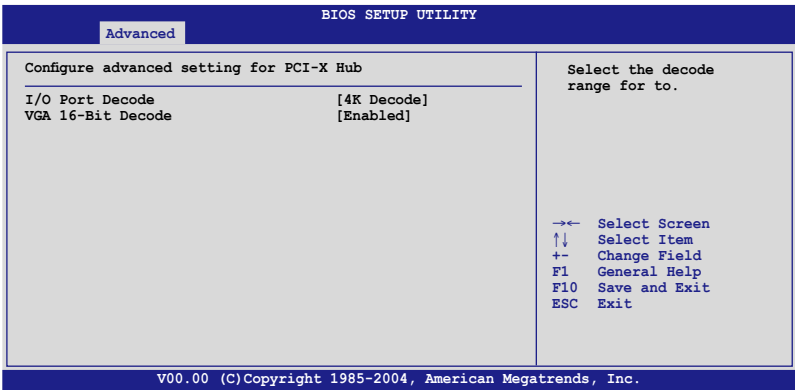 BIOS SETUP UTILITY
Advanced
Configure advanced setting for PCI-X Hub
I/O Port Decode [4K Decode]
VGA 16-Bit Decode [Enabled]
Select the decode
range for to.
→← Select Screen
↑↓ Select Item
+- Change Field
F1 General Help
F10 Save and Exit
ESC Exit
V00.00 (C)Copyright 1985-2004, American Megatrends, Inc.